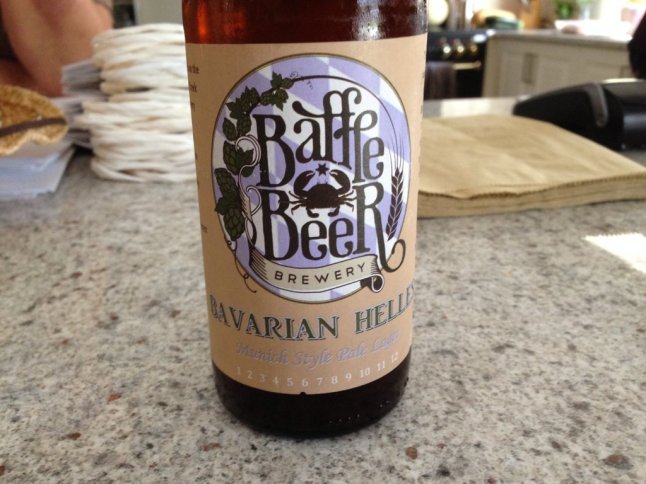 Baffe
Beer
BREWERY
BAVARIAN HELLES
Munich Style Pale Lager
1 2 3 4 5 6 7 8 9 10 11 12